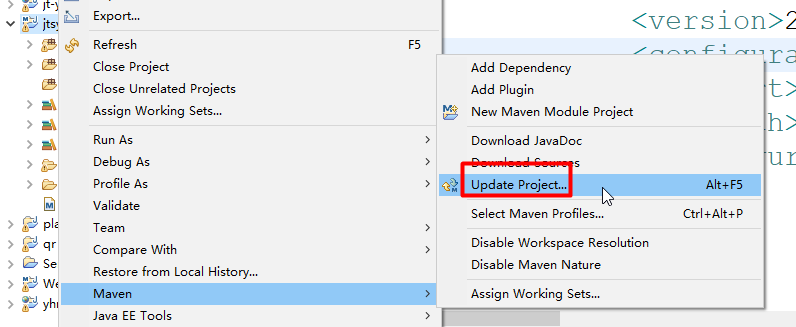 jt-y
Export...
jtsy
Refresh F5
Close Project
Close Unrelated Projects
Assign Working Sets...
Run As
Debug As
Profile As
Validate
Team
Compare With
Restore from Local History...
Maven
Java EE Tools
pla
qr
Se
We
yhr
Add Dependency
Add Plugin
New Maven Module Project
Download JavaDoc
Download Sources
Update Project... Alt+F5
Select Maven Profiles... Ctrl+Alt+P
Disable Workspace Resolution
Disable Maven Nature
Assign Working Sets...
<version>2
<configura
rt>
h>
ur